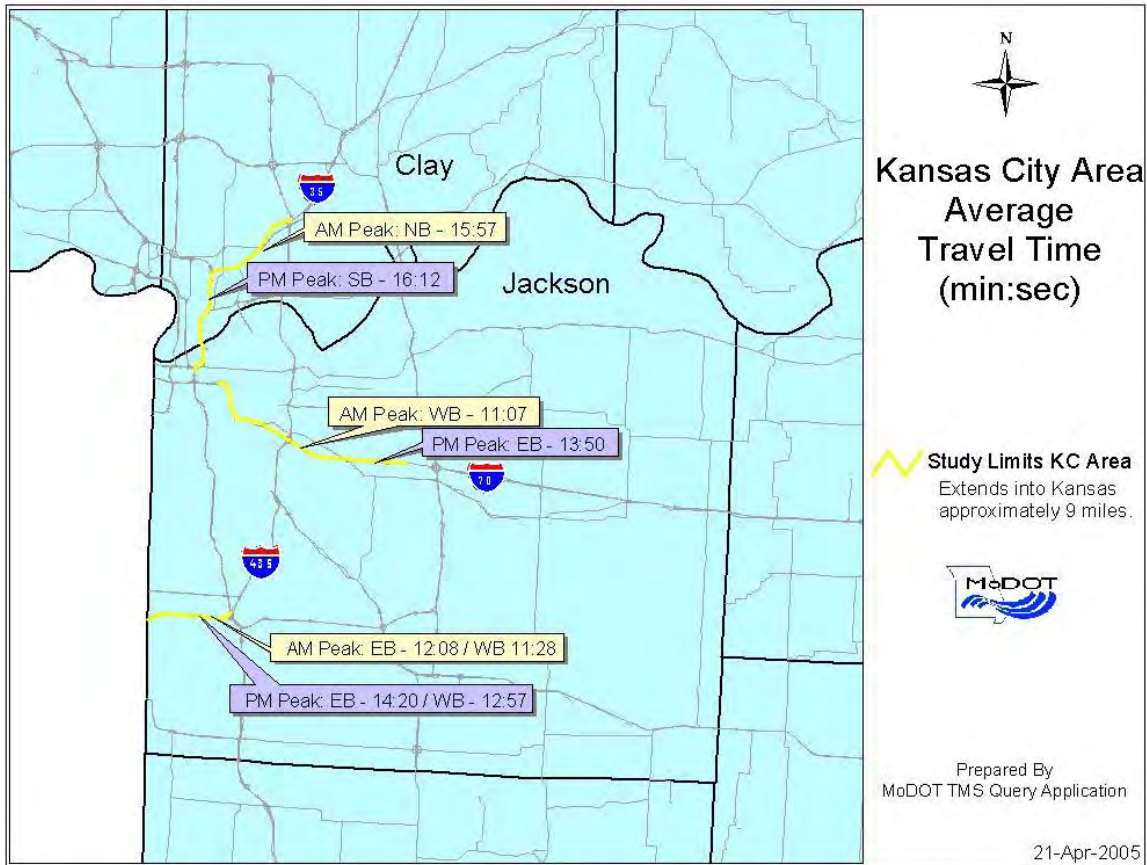 N
Kansas City Area
Average
Travel Time
(min:sec)
35
Clay
AM Peak: NB - 15:57
PM Peak: SB - 16:12
Jackson
AM Peak: WB - 11:07
PM Peak: EB - 13:50
70
435
AM Peak: EB - 12:08 / WB 11:28
PM Peak: EB - 14:20 / WB - 12:57
Study Limits KC Area
Extends into Kansas
approximately 9 miles.
MoDOT
Prepared By
MoDOT TMS Query Application
21-Apr-2005